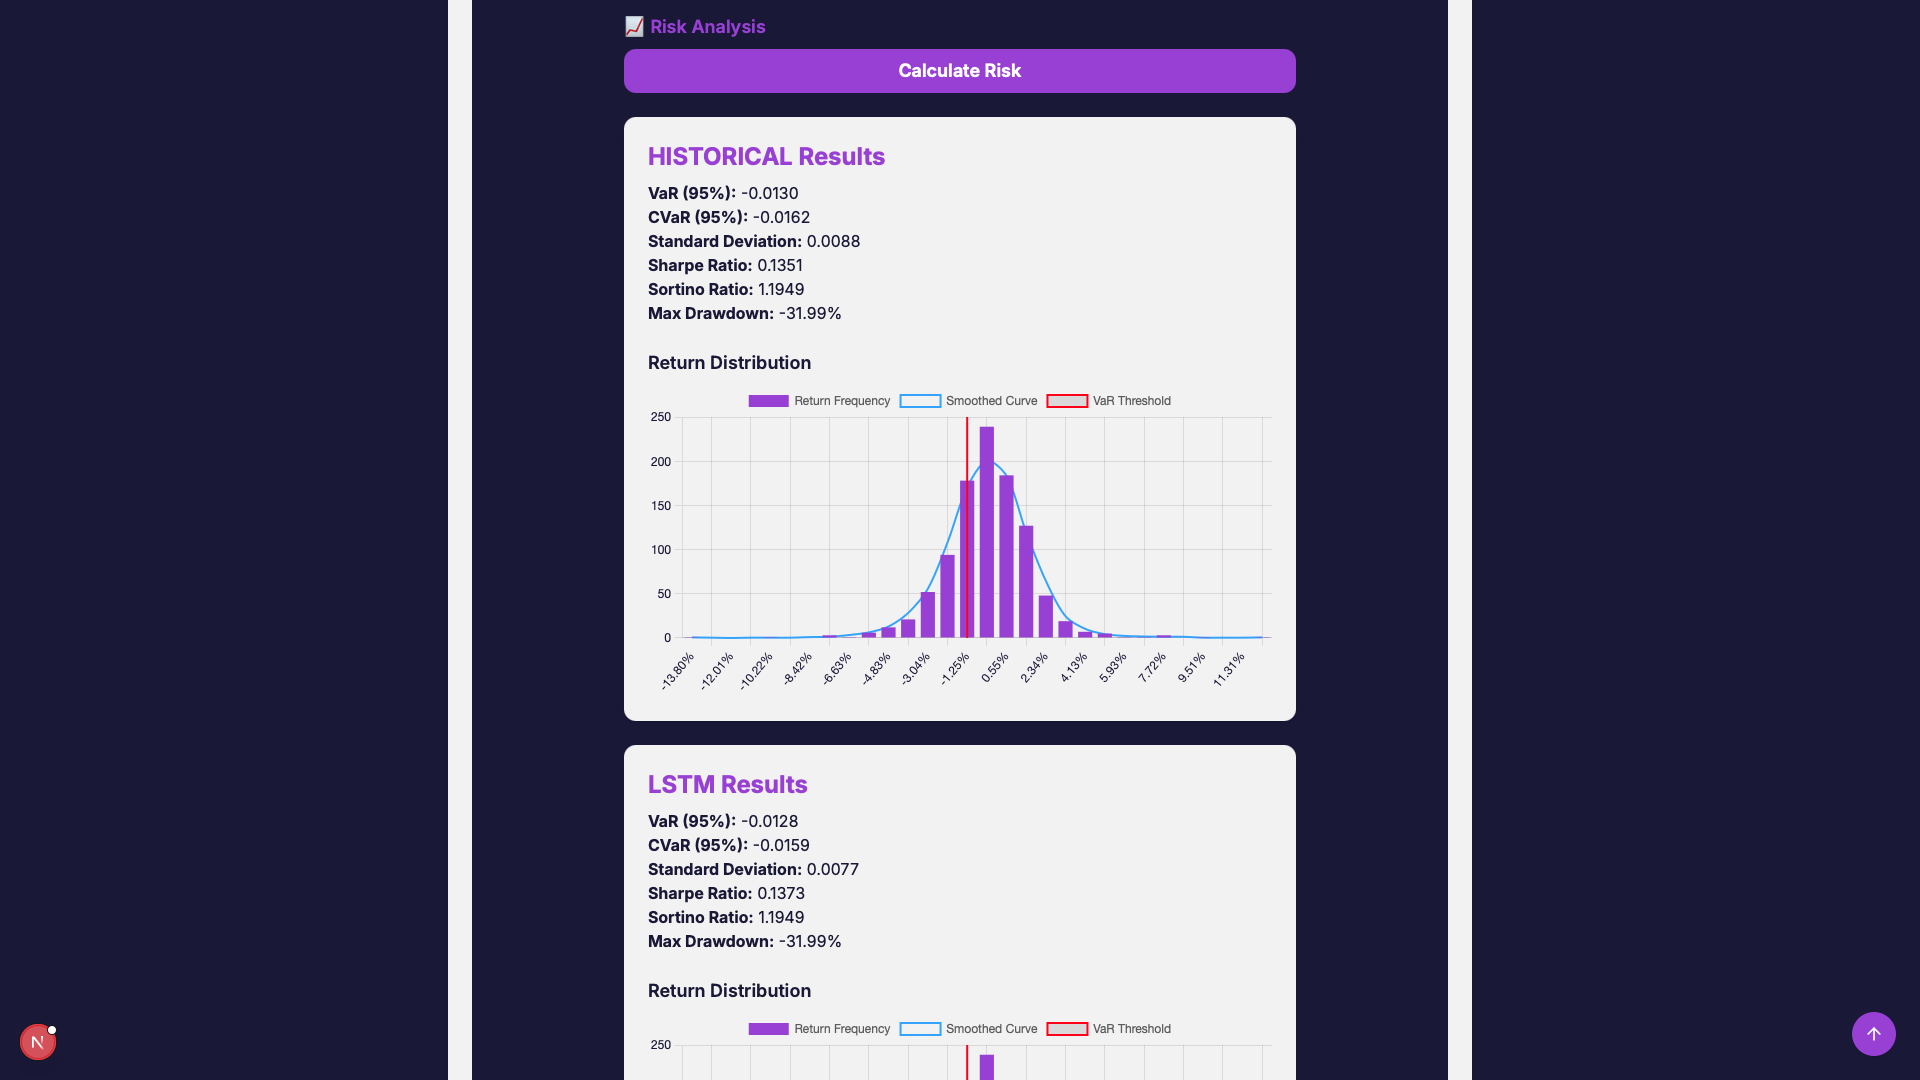 📈 Risk Analysis
Calculate Risk
HISTORICAL Results
VaR (95%): -0.0130
CVaR (95%): -0.0162
Standard Deviation: 0.0088
Sharpe Ratio: 0.1351
Sortino Ratio: 1.1949
Max Drawdown: -31.99%
Return Distribution
Return Frequency Smoothed Curve VaR Threshold
250
200
150
100
50
0
-13.80% -12.01% -10.22% -8.42% -6.63% -4.83% -3.04% -1.25% 0.55% 2.34% 4.13% 5.93% 7.72% 9.51% 11.31%
LSTM Results
VaR (95%): -0.0128
CVaR (95%): -0.0159
Standard Deviation: 0.0077
Sharpe Ratio: 0.1373
Sortino Ratio: 1.1949
Max Drawdown: -31.99%
Return Distribution
Return Frequency Smoothed Curve VaR Threshold
250
N